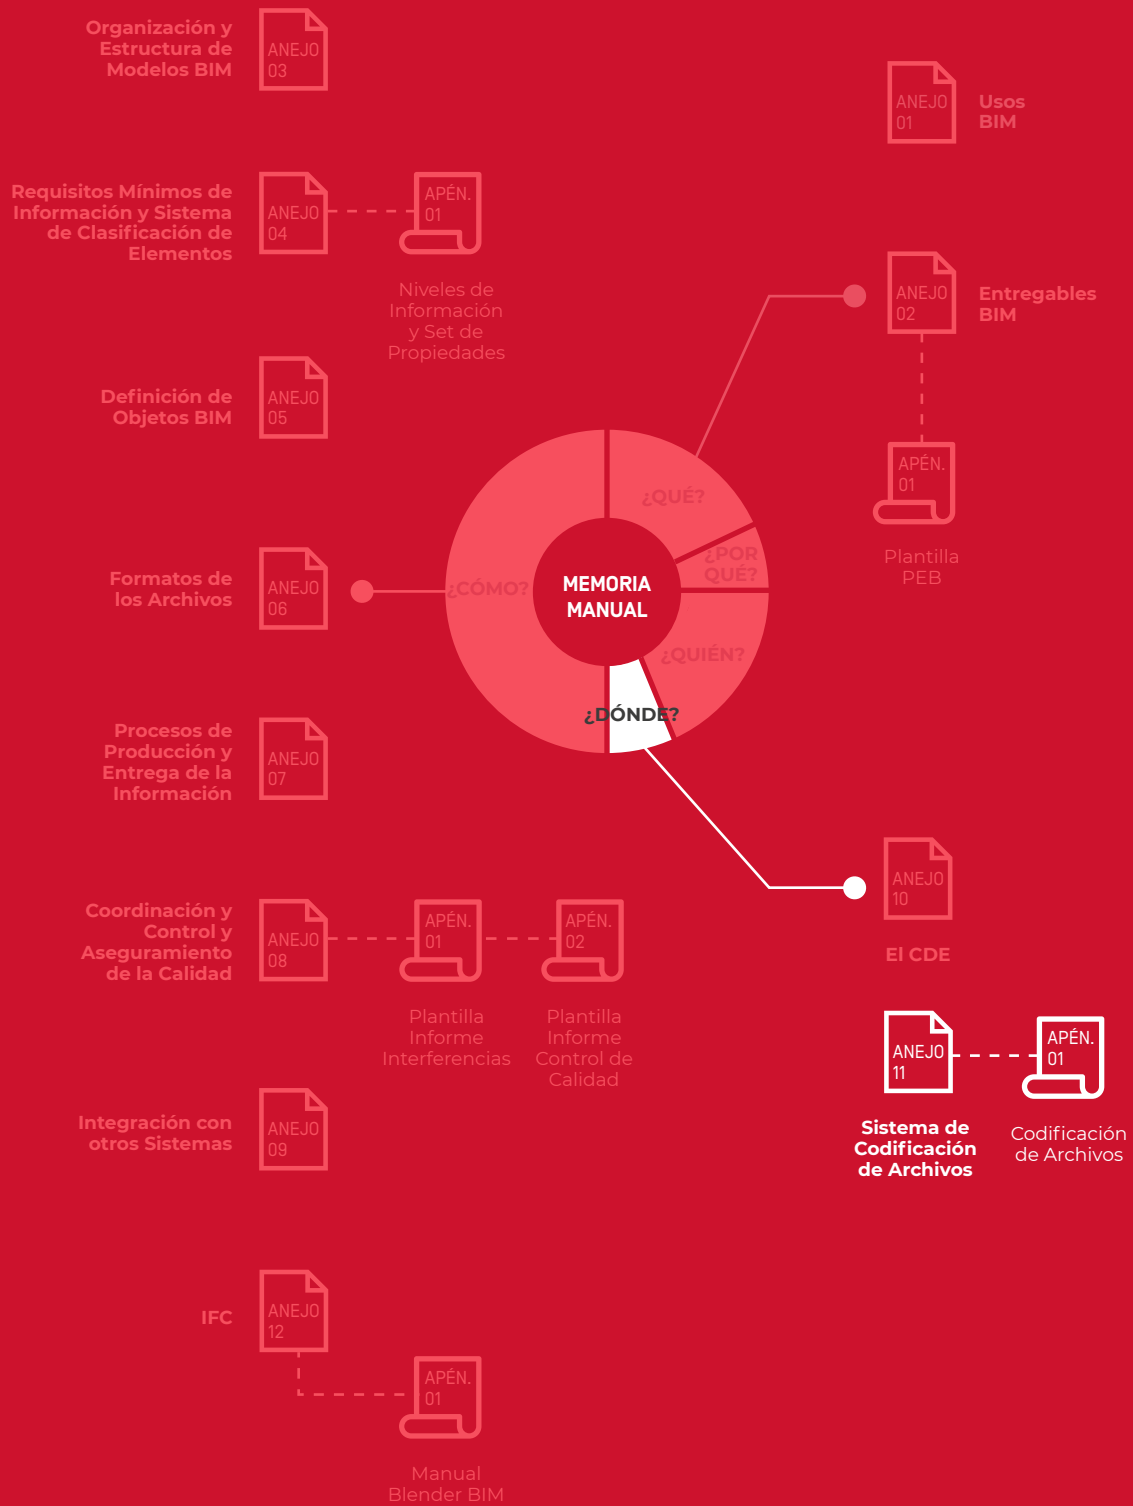 Organización y
Estructura de
Modelos BIM
ANEJO
03
ANEJO
01
Usos
BIM
Requisitos Mínimos de
Información y Sistema
de Clasificación de
Elementos
ANEJO
04
APÉN.
01
Niveles de
Información
y Set de
Propiedades
ANEJO
02
Entregables
BIM
Definición de
Objetos BIM
ANEJO
05
APÉN.
01
Plantilla
PEB
¿QUÉ?
¿POR
QUÉ?
¿CÓMO?
MEMORIA
MANUAL
¿QUIÉN?
¿DÓNDE?
Formatos de
los Archivos
ANEJO
06
Procesos de
Producción y
Entrega de la
Información
ANEJO
07
ANEJO
10
El CDE
Coordinación y
Control y
Aseguramiento
de la Calidad
ANEJO
08
APÉN.
01
Plantilla
Informe
Interferencias
APÉN.
02
Plantilla
Informe
Control de
Calidad
ANEJO
11
Sistema de
Codificación
de Archivos
APÉN.
01
Codificación
de Archivos
Integración con
otros Sistemas
ANEJO
09
IFC
ANEJO
12
APÉN.
01
Manual
Blender BIM